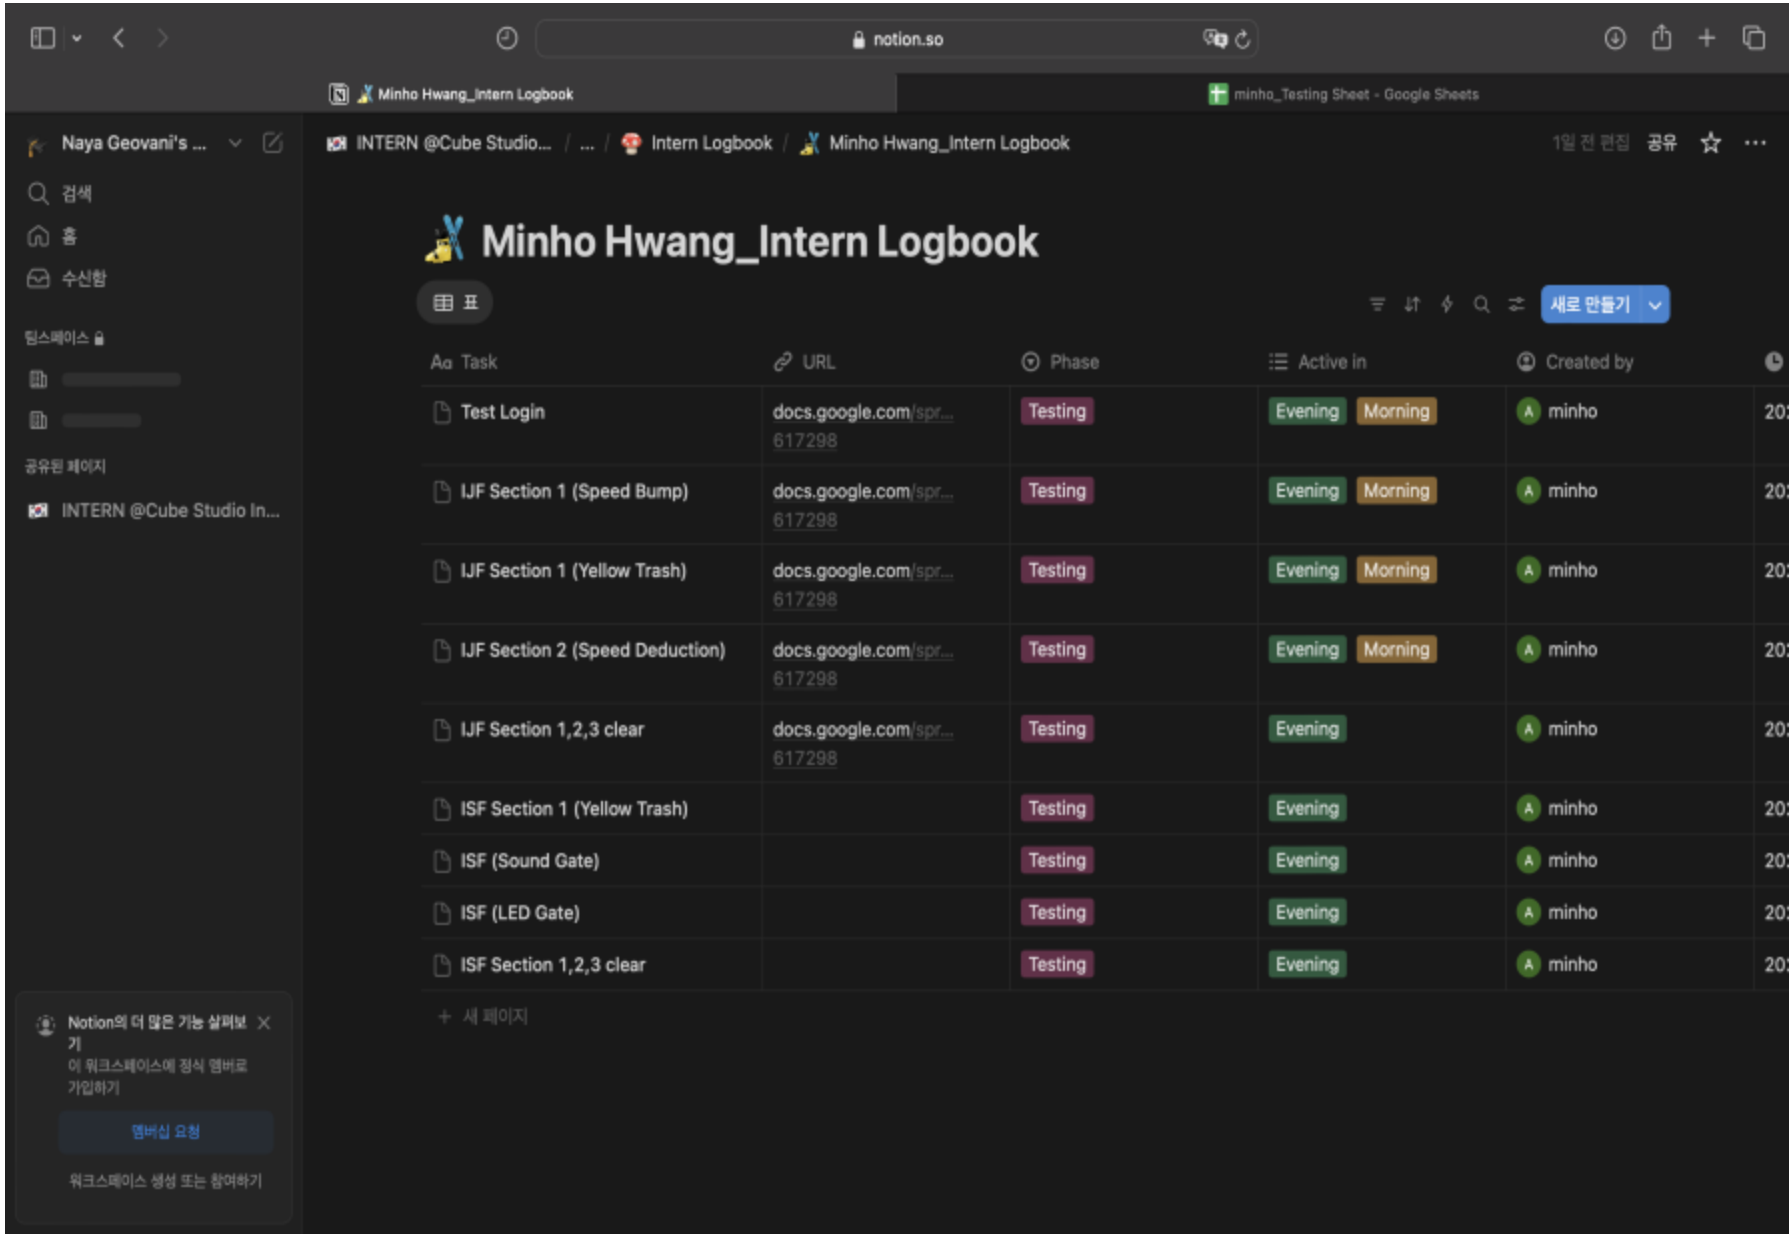 notion.so
Minho Hwang_Intern Logbook
minho_Testing Sheet - Google Sheets
Naya Geovani's ...
INTERN @Cube Studio... / ... / Intern Logbook / Minho Hwang_Intern Logbook
1일 전 편집 공유
검색
홈
수신함
팀스페이스
공유된 페이지
INTERN @Cube Studio In...
Minho Hwang_Intern Logbook
표
새로 만들기
Aa Task URL Phase Active in Created by
Test Login docs.google.com/spr... Testing Evening Morning A minho 20
617298
IJF Section 1 (Speed Bump) docs.google.com/spr... Testing Evening Morning A minho 20
617298
IJF Section 1 (Yellow Trash) docs.google.com/spr... Testing Evening Morning A minho 20
617298
IJF Section 2 (Speed Deduction) docs.google.com/spr... Testing Evening Morning A minho 20
617298
IJF Section 1,2,3 clear docs.google.com/spr... Testing Evening A minho 20
617298
ISF Section 1 (Yellow Trash) Testing Evening A minho 20
ISF (Sound Gate) Testing Evening A minho 20
ISF (LED Gate) Testing Evening A minho 20
ISF Section 1,2,3 clear Testing Evening A minho 20
+ 새 페이지
Notion의 더 많은 기능 살펴보
기
이 워크스페이스에 정식 멤버로
가입하기
멤버십 요청
워크스페이스 생성 또는 참여하기